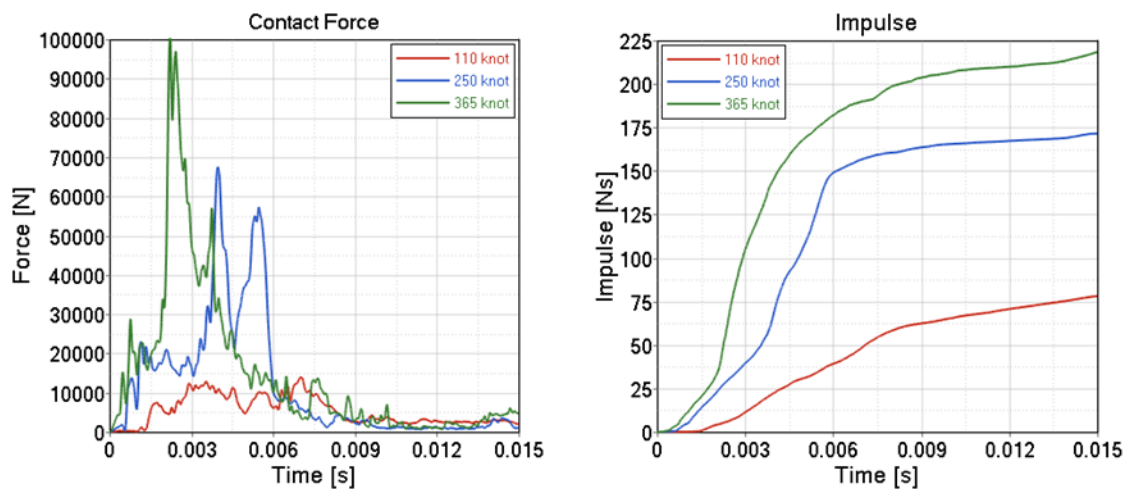 Contact Force
Force [N]
100000
90000
80000
70000
60000
50000
40000
30000
20000
10000
0
110 knot
250 knot
365 knot
0 0.003 0.006 0.009 0.012 0.015
Time [s]
Impulse
Impulse [Ns]
225
200
175
150
125
100
75
50
25
0
110 knot
250 knot
365 knot
0 0.003 0.006 0.009 0.012 0.015
Time [s]